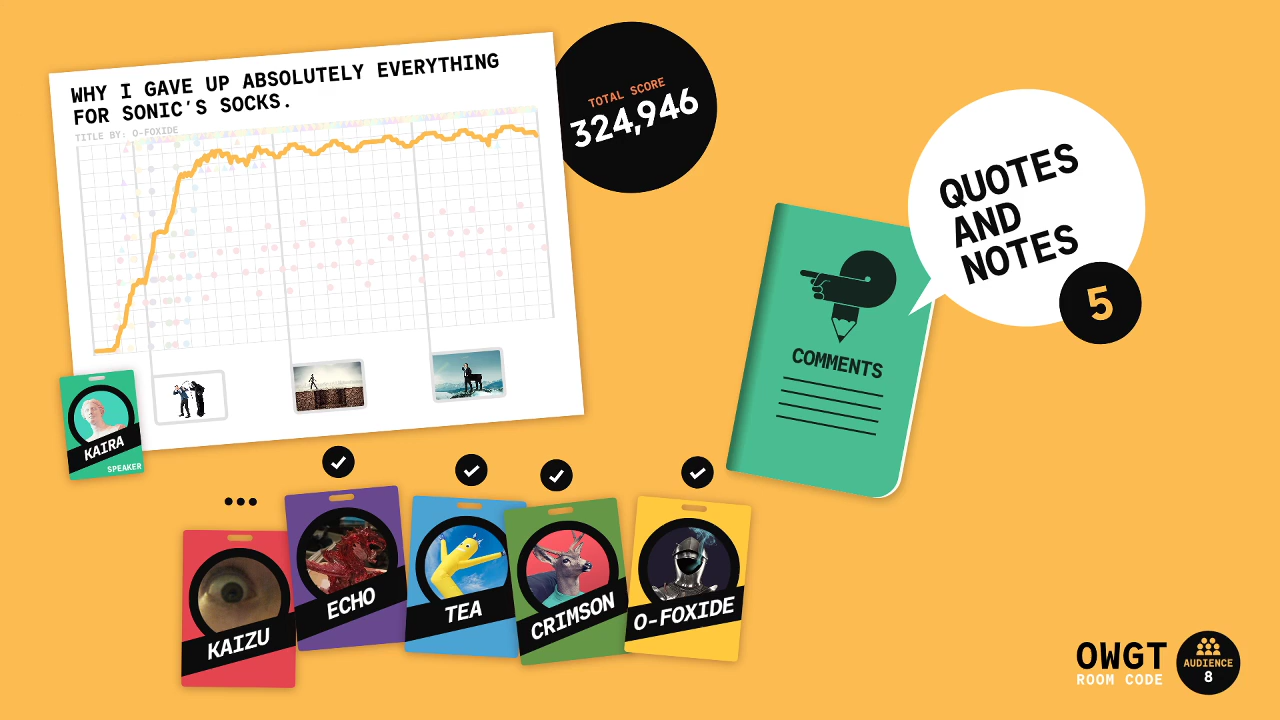 WHY I GAVE UP ABSOLUTELY EVERYTHING
FOR SONIC'S SOCKS.
TITLE BY: O-FOXIDE
TOTAL SCORE
324,946
QUOTES
AND
NOTES
5
COMMENTS
KAIRA
SPEAKER
KAIZU
ECHO
TEA
CRIMSON
O-FOXIDE
OWGT
ROOM CODE
AUDIENCE
8